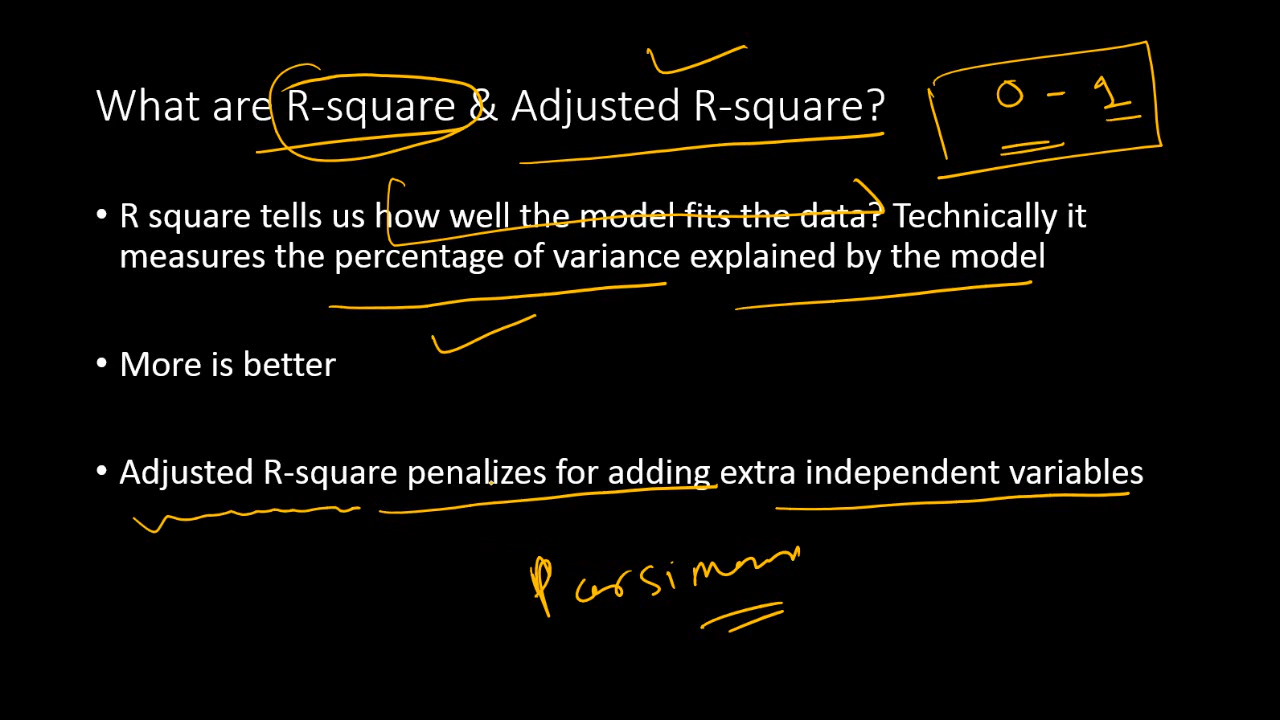 What are R-square & Adjusted R-square?
0 - 1
• R square tells us how well the model fits the data? Technically it
measures the percentage of variance explained by the model
• More is better
• Adjusted R-square penalizes for adding extra independent variables